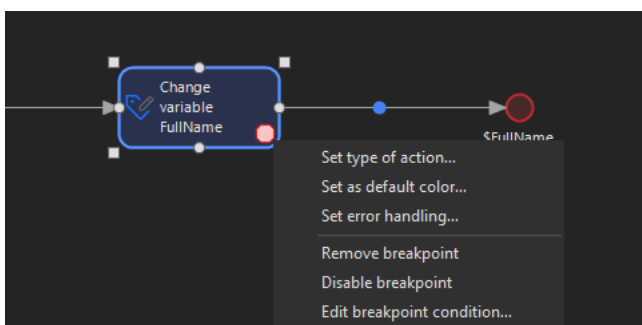 Change
variable
FullName
$FullName
Set type of action...
Set as default color...
Set error handling...
Remove breakpoint
Disable breakpoint
Edit breakpoint condition...